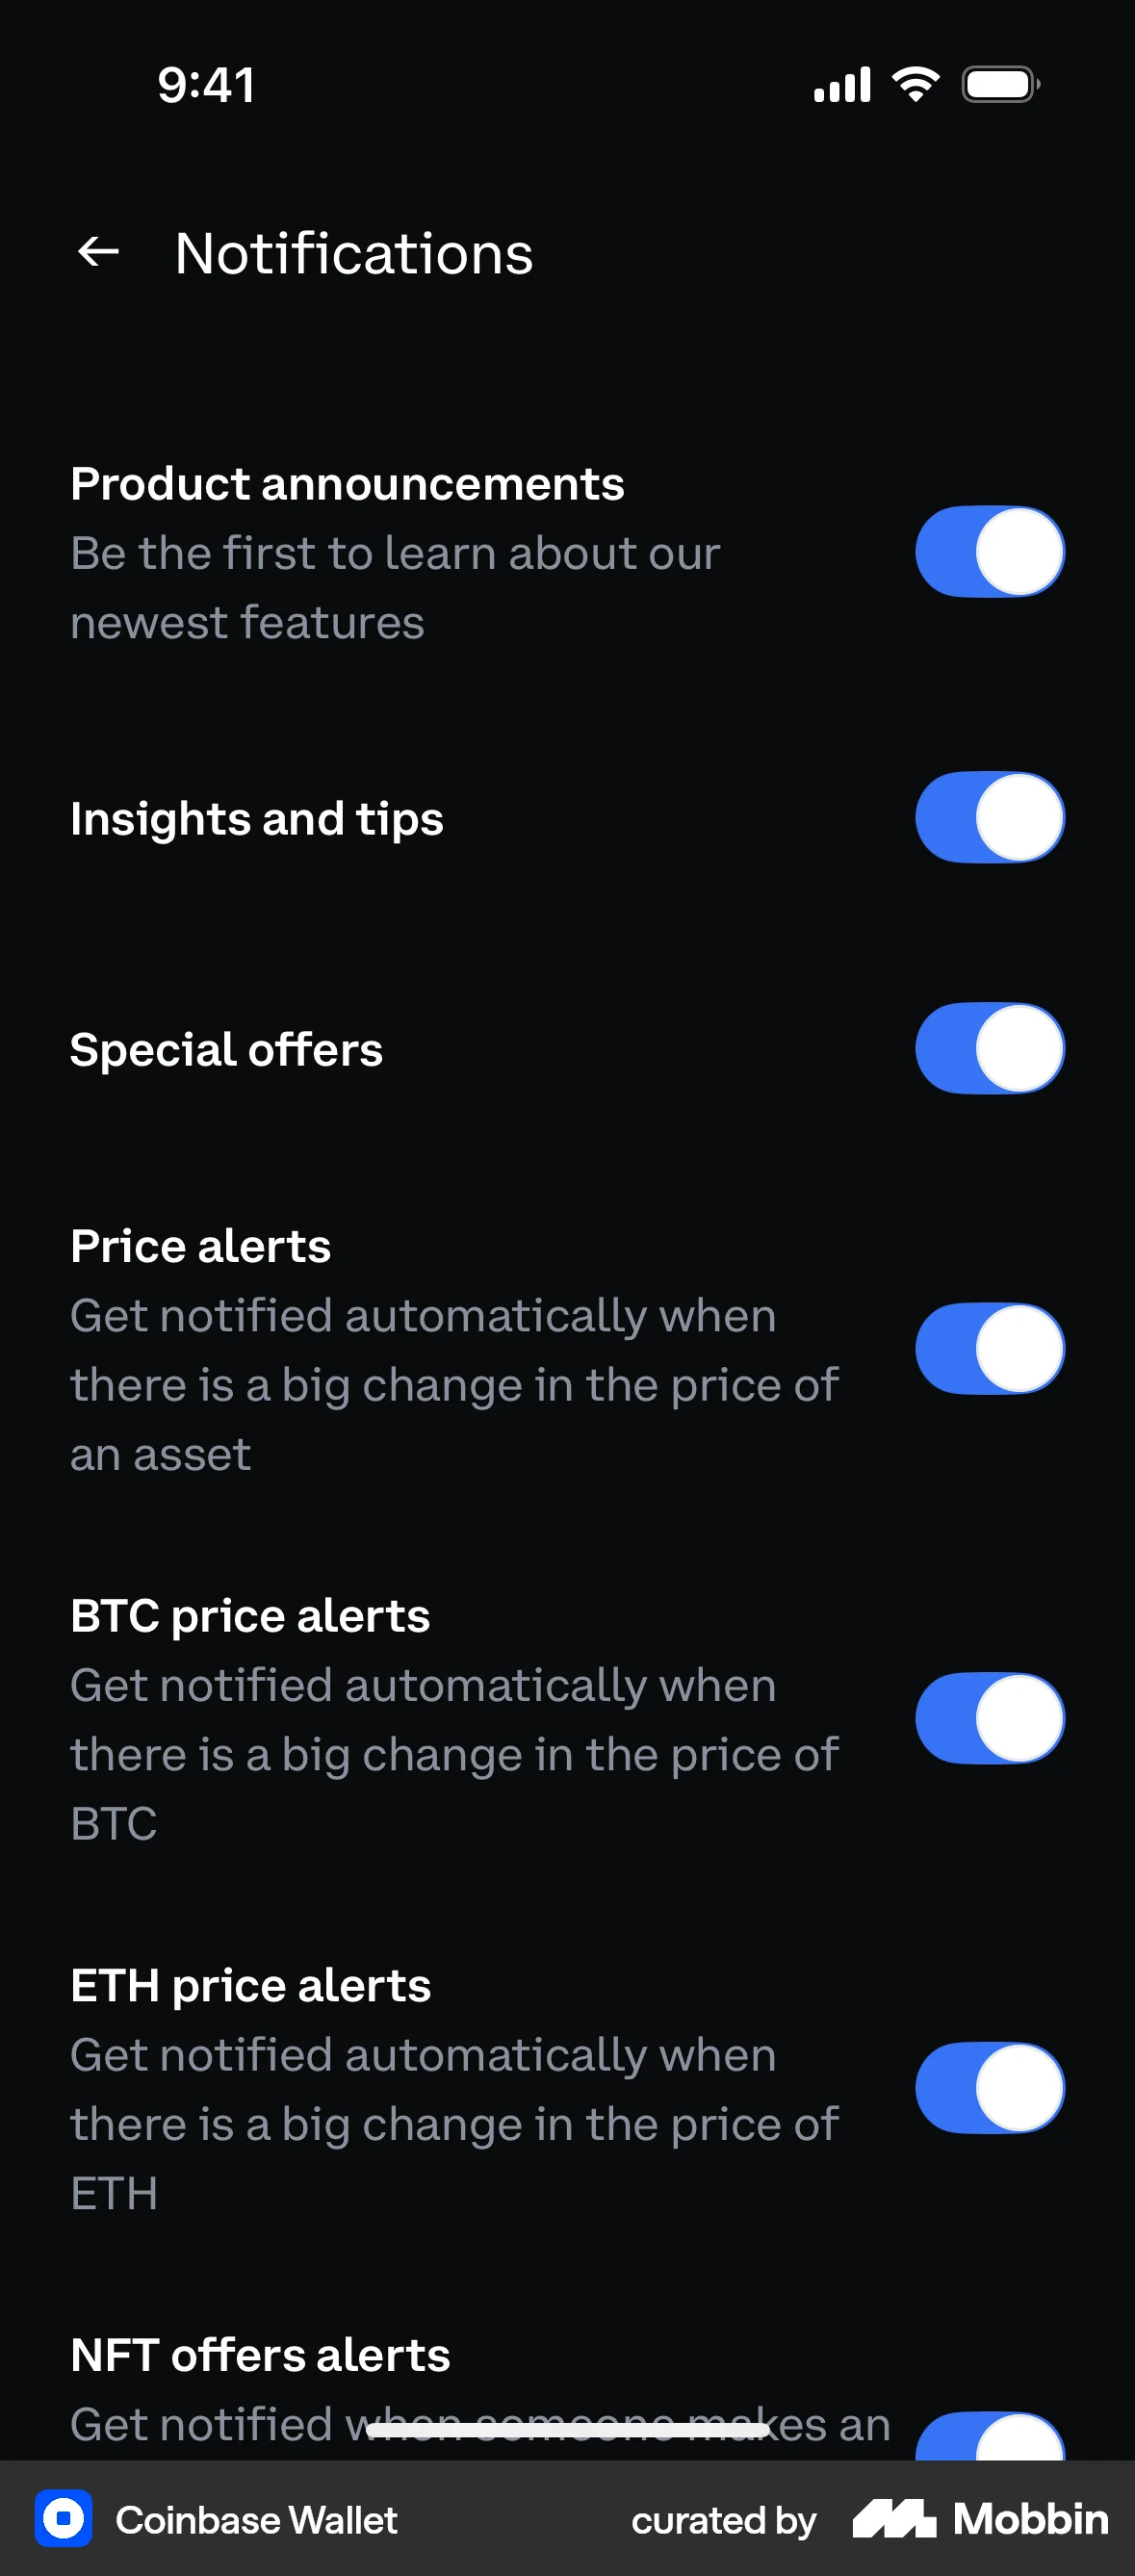 9:41
Notifications
Product announcements
Be the first to learn about our
newest features
Insights and tips
Special offers
Price alerts
Get notified automatically when
there is a big change in the price of
an asset
BTC price alerts
Get notified automatically when
there is a big change in the price of
BTC
ETH price alerts
Get notified automatically when
there is a big change in the price of
ETH
NFT offers alerts
Get notified when someone makes an
Coinbase Wallet
curated by Mobbin